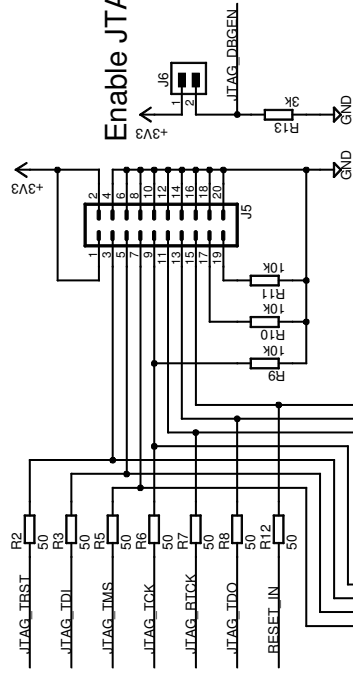 Enable JTA
+3V3
J6
1
2
JTAG_DBGEN
R13
3k
GND
+3V3
2
4
6
8
10
12
14
16
18
20
J5
1
3
5
7
9
11
13
15
17
19
GND
R11
10k
R10
10k
R9
10k
R2
50
JTAG_TRST
R3
50
JTAG_TDI
R5
50
JTAG_TMS
R6
50
JTAG_TCK
R7
50
JTAG_RTCK
R8
50
JTAG_TDO
R12
50
RESET_IN